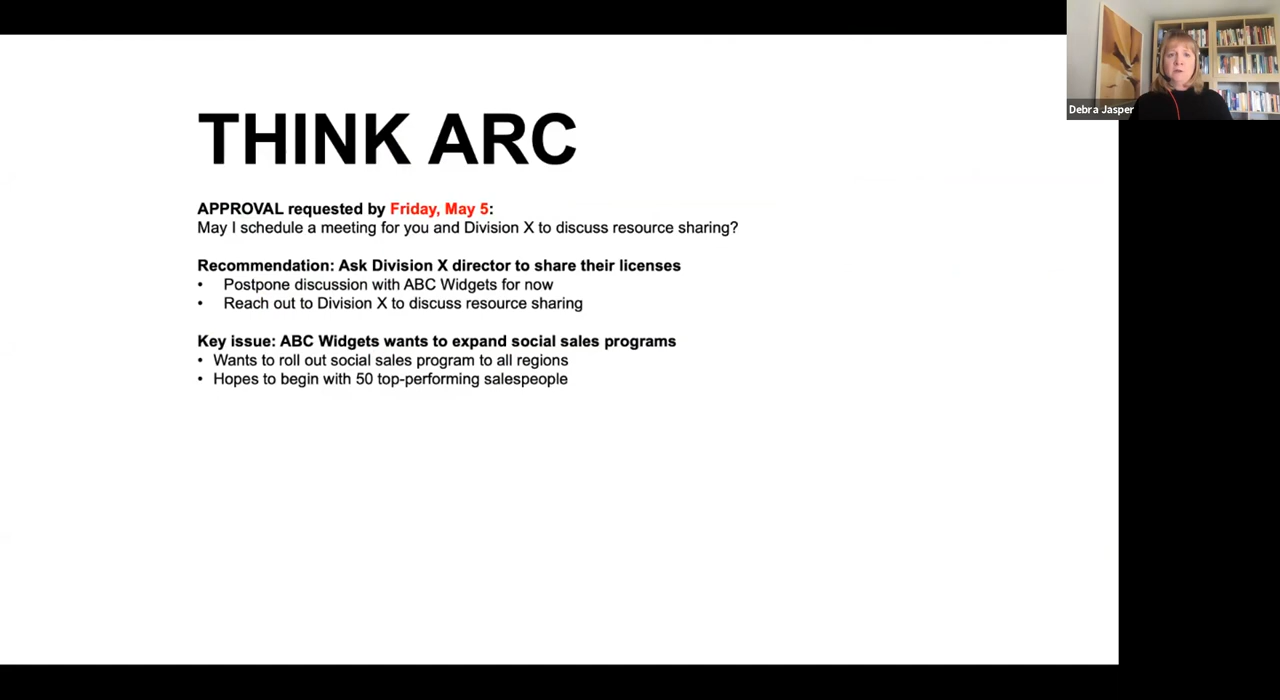 THINK ARC
APPROVAL requested by Friday, May 5:
May I schedule a meeting for you and Division X to discuss resource sharing?
Recommendation: Ask Division X director to share their licenses
• Postpone discussion with ABC Widgets for now
• Reach out to Division X to discuss resource sharing
Key issue: ABC Widgets wants to expand social sales programs
• Wants to roll out social sales program to all regions
• Hopes to begin with 50 top-performing salespeople
Debra Jasper